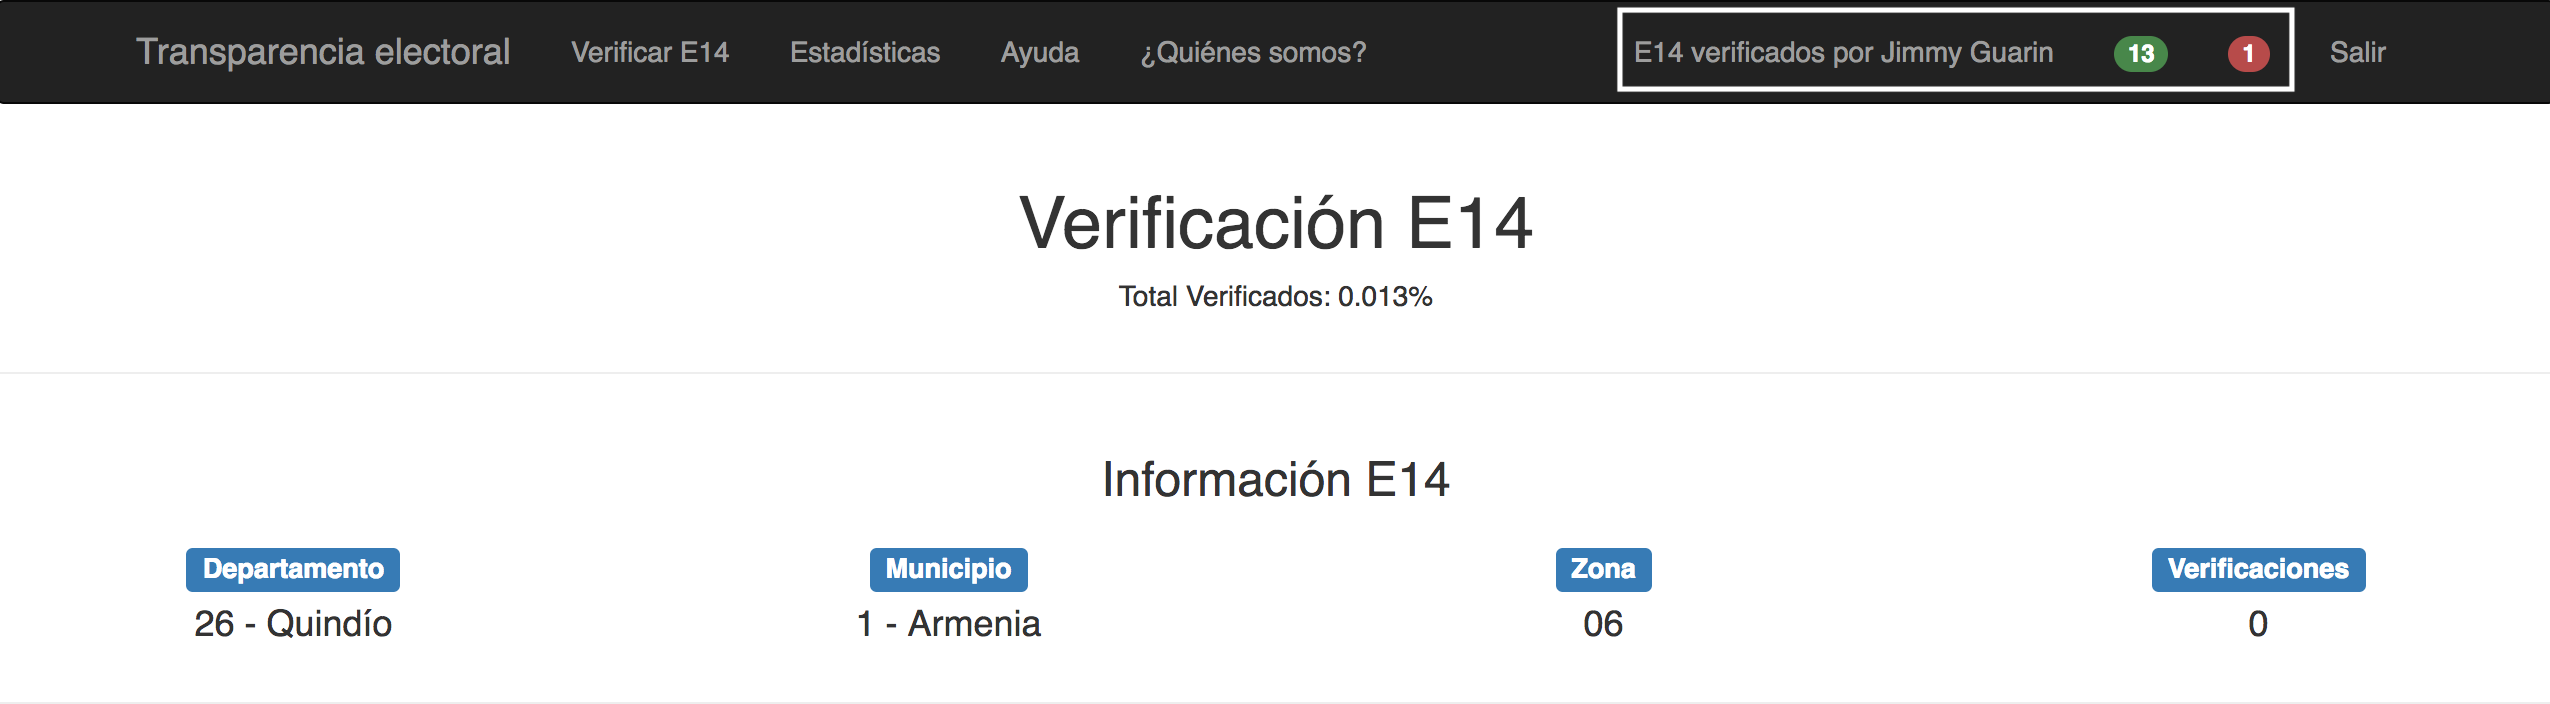 Transparencia electoral Verificar E14 Estadísticas Ayuda ¿Quiénes somos? E14 verificados por Jimmy Guarin 13 1 Salir
Verificación E14
Total Verificados: 0.013%
Información E14
Departamento Municipio Zona Verificaciones
26 - Quindío 1 - Armenia 06 0